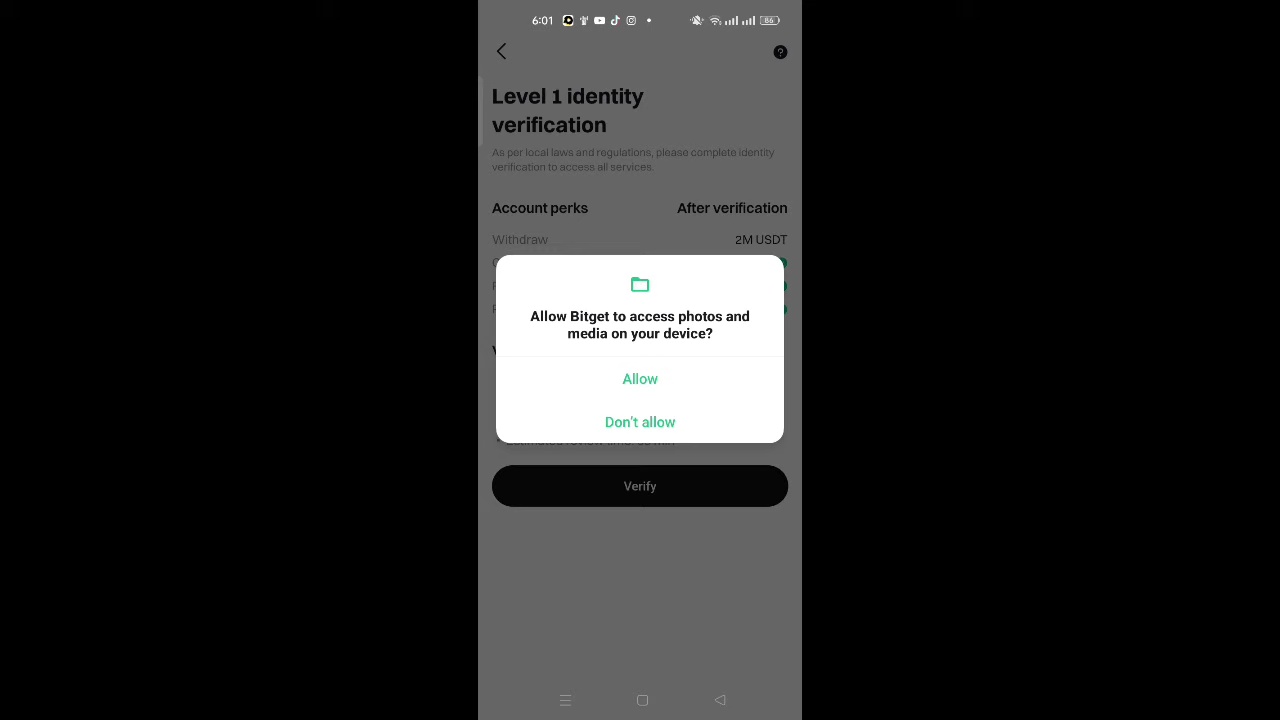 6:01
86
Level 1 identity
verification
As per local laws and regulations, please complete identity
verification to access all services.
Account perks After verification
Withdraw 2M USDT
Allow Bitget to access photos and
media on your device?
Allow
Don't allow
Verify